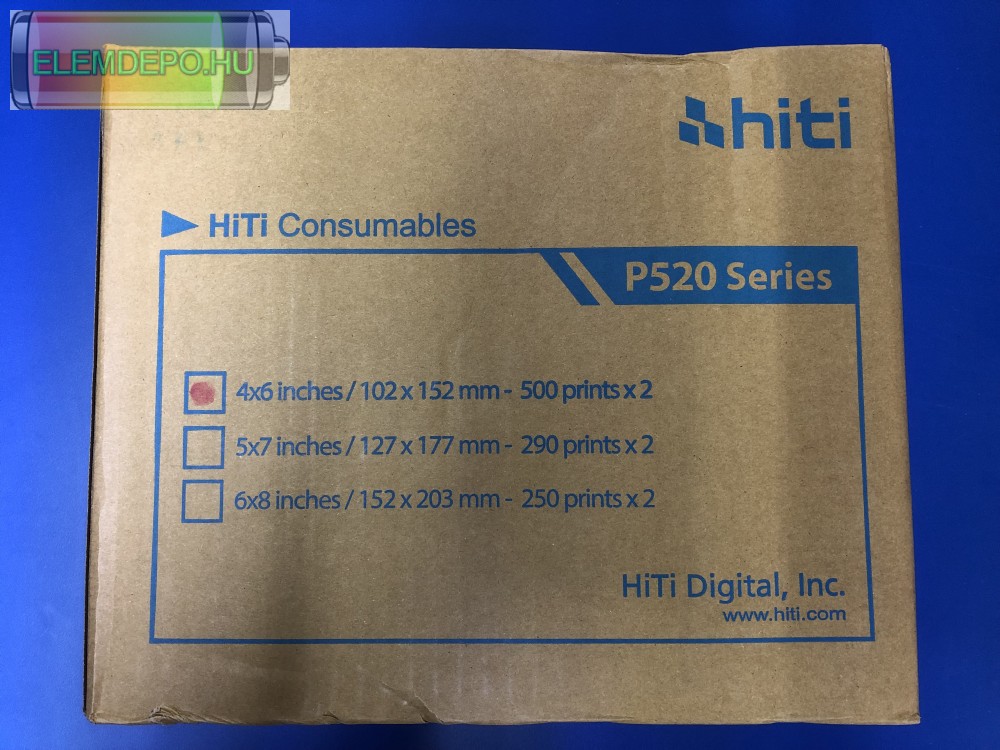 ELEMDEPO.HU
hiti
HiTi Consumables
P520 Series
4x6 inches / 102 x 152 mm - 500 prints x 2
5x7 inches / 127 x 177 mm - 290 prints x 2
6x8 inches / 152 x 203 mm - 250 prints x 2
HiTi Digital, Inc.
www.hiti.com